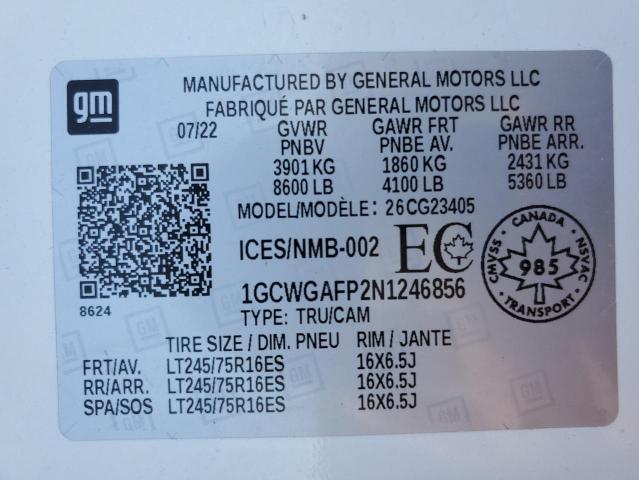 gm
MANUFACTURED BY GENERAL MOTORS LLC
FABRIQUÉ PAR GENERAL MOTORS LLC
07/22 GVWR GAWR FRT GAWR RR
PNBV PNBE AV. PNBE ARR.
3901 KG 1860 KG 2431 KG
8600 LB 4100 LB 5360 LB
MODEL/MODÈLE: 26CG23405
ICES/NMB-002 EC
CANADA
CMVSS 985 NSVAC
TRANSPORT
1GCWGAFP2N1246856
8624
TYPE: TRU/CAM
TIRE SIZE / DIM. PNEU RIM / JANTE
FRT/AV. LT245/75R16ES 16X6.5J
RR/ARR. LT245/75R16ES 16X6.5J
SPA/SOS LT245/75R16ES 16X6.5J